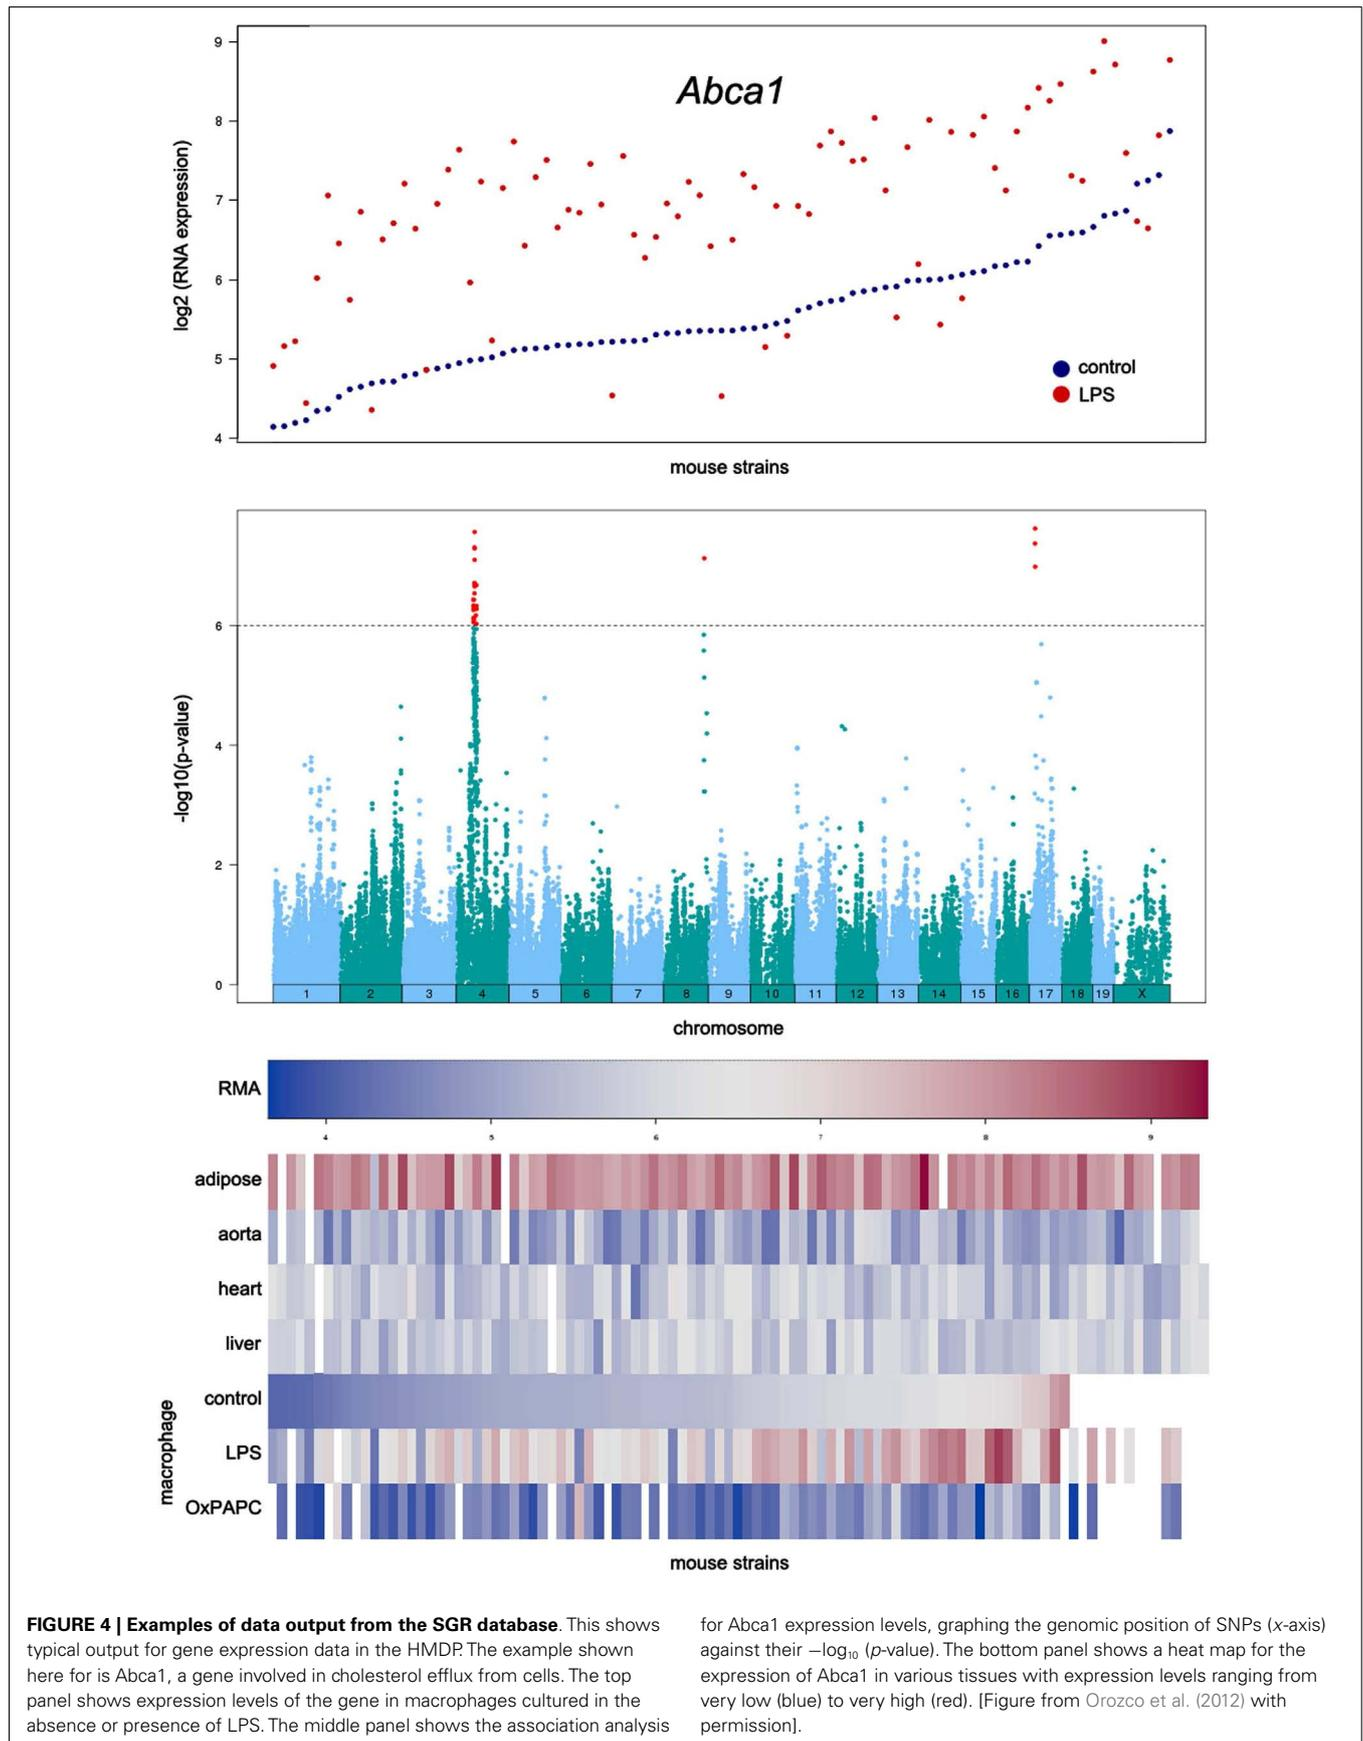 9
Abca1
8
log2 (RNA expression)
7
6
5
control
LPS
4
mouse strains
6
-log10(p-value)
4
2
0
1 2 3 4 5 6 7 8 9 10 11 12 13 14 15 16 17 18 19 X
chromosome
RMA
4 5 6 7 8 9
adipose
aorta
heart
liver
macrophage
control
LPS
OxPAPC
mouse strains
FIGURE 4 | Examples of data output from the SGR database. This shows
typical output for gene expression data in the HMDP. The example shown
here for is Abca1, a gene involved in cholesterol efflux from cells. The top
panel shows expression levels of the gene in macrophages cultured in the
absence or presence of LPS. The middle panel shows the association analysis
for Abca1 expression levels, graphing the genomic position of SNPs (x-axis)
against their −log₁₀ (p-value). The bottom panel shows a heat map for the
expression of Abca1 in various tissues with expression levels ranging from
very low (blue) to very high (red). [Figure from Orozco et al. (2012) with
permission].